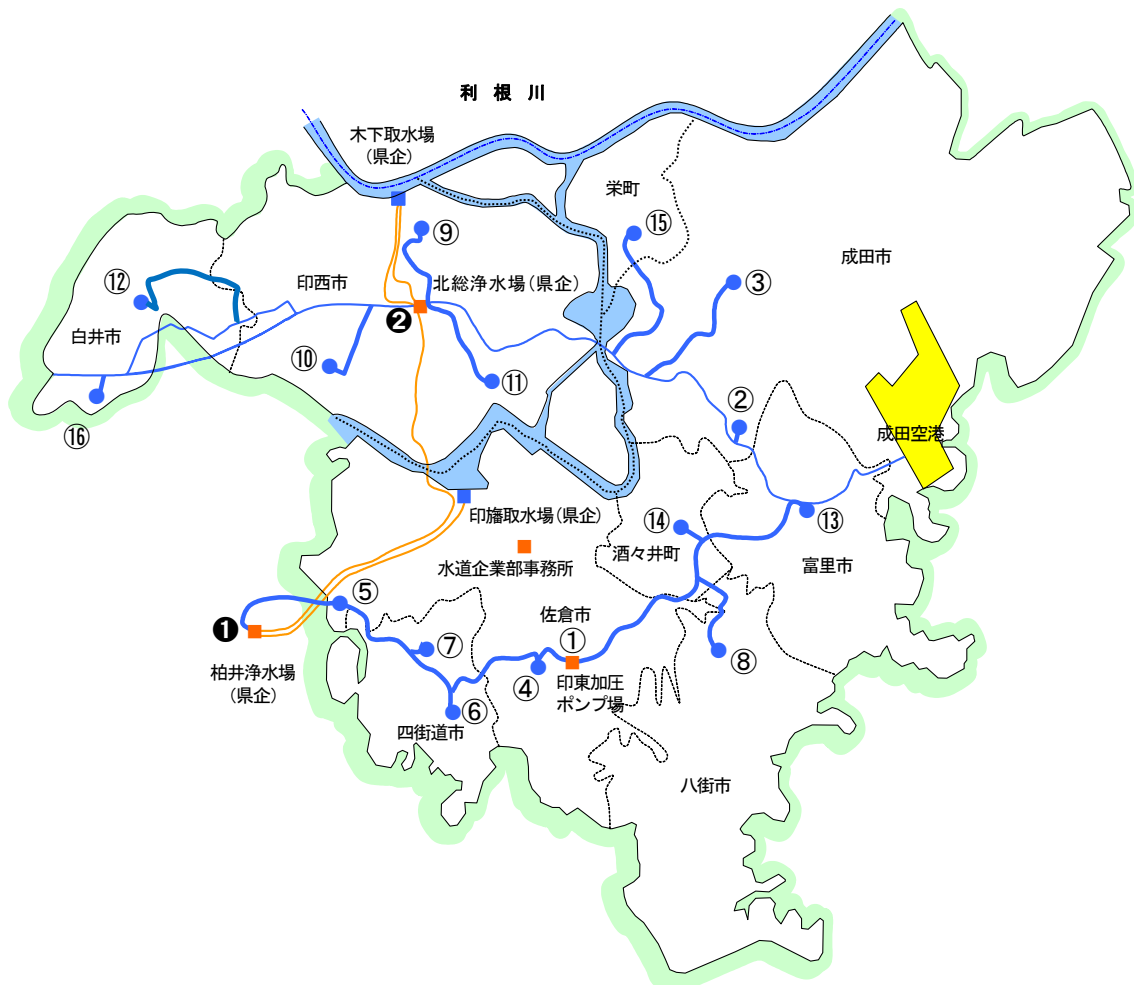 利根川
木下取水場
（県企）
栄町
⑮
⑨
成田市
③
印西市
北総浄水場（県企）
⑫
❷
白井市
⑩
⑪
⑯
②
成田空港
印旛取水場（県企）
⑭
⑬
酒々井町
水道企業部事務所
富里市
⑤
佐倉市
❶
①
⑦
⑧
柏井浄水場
（県企）
④
印東加圧
ポンプ場
⑥
四街道市
八街市